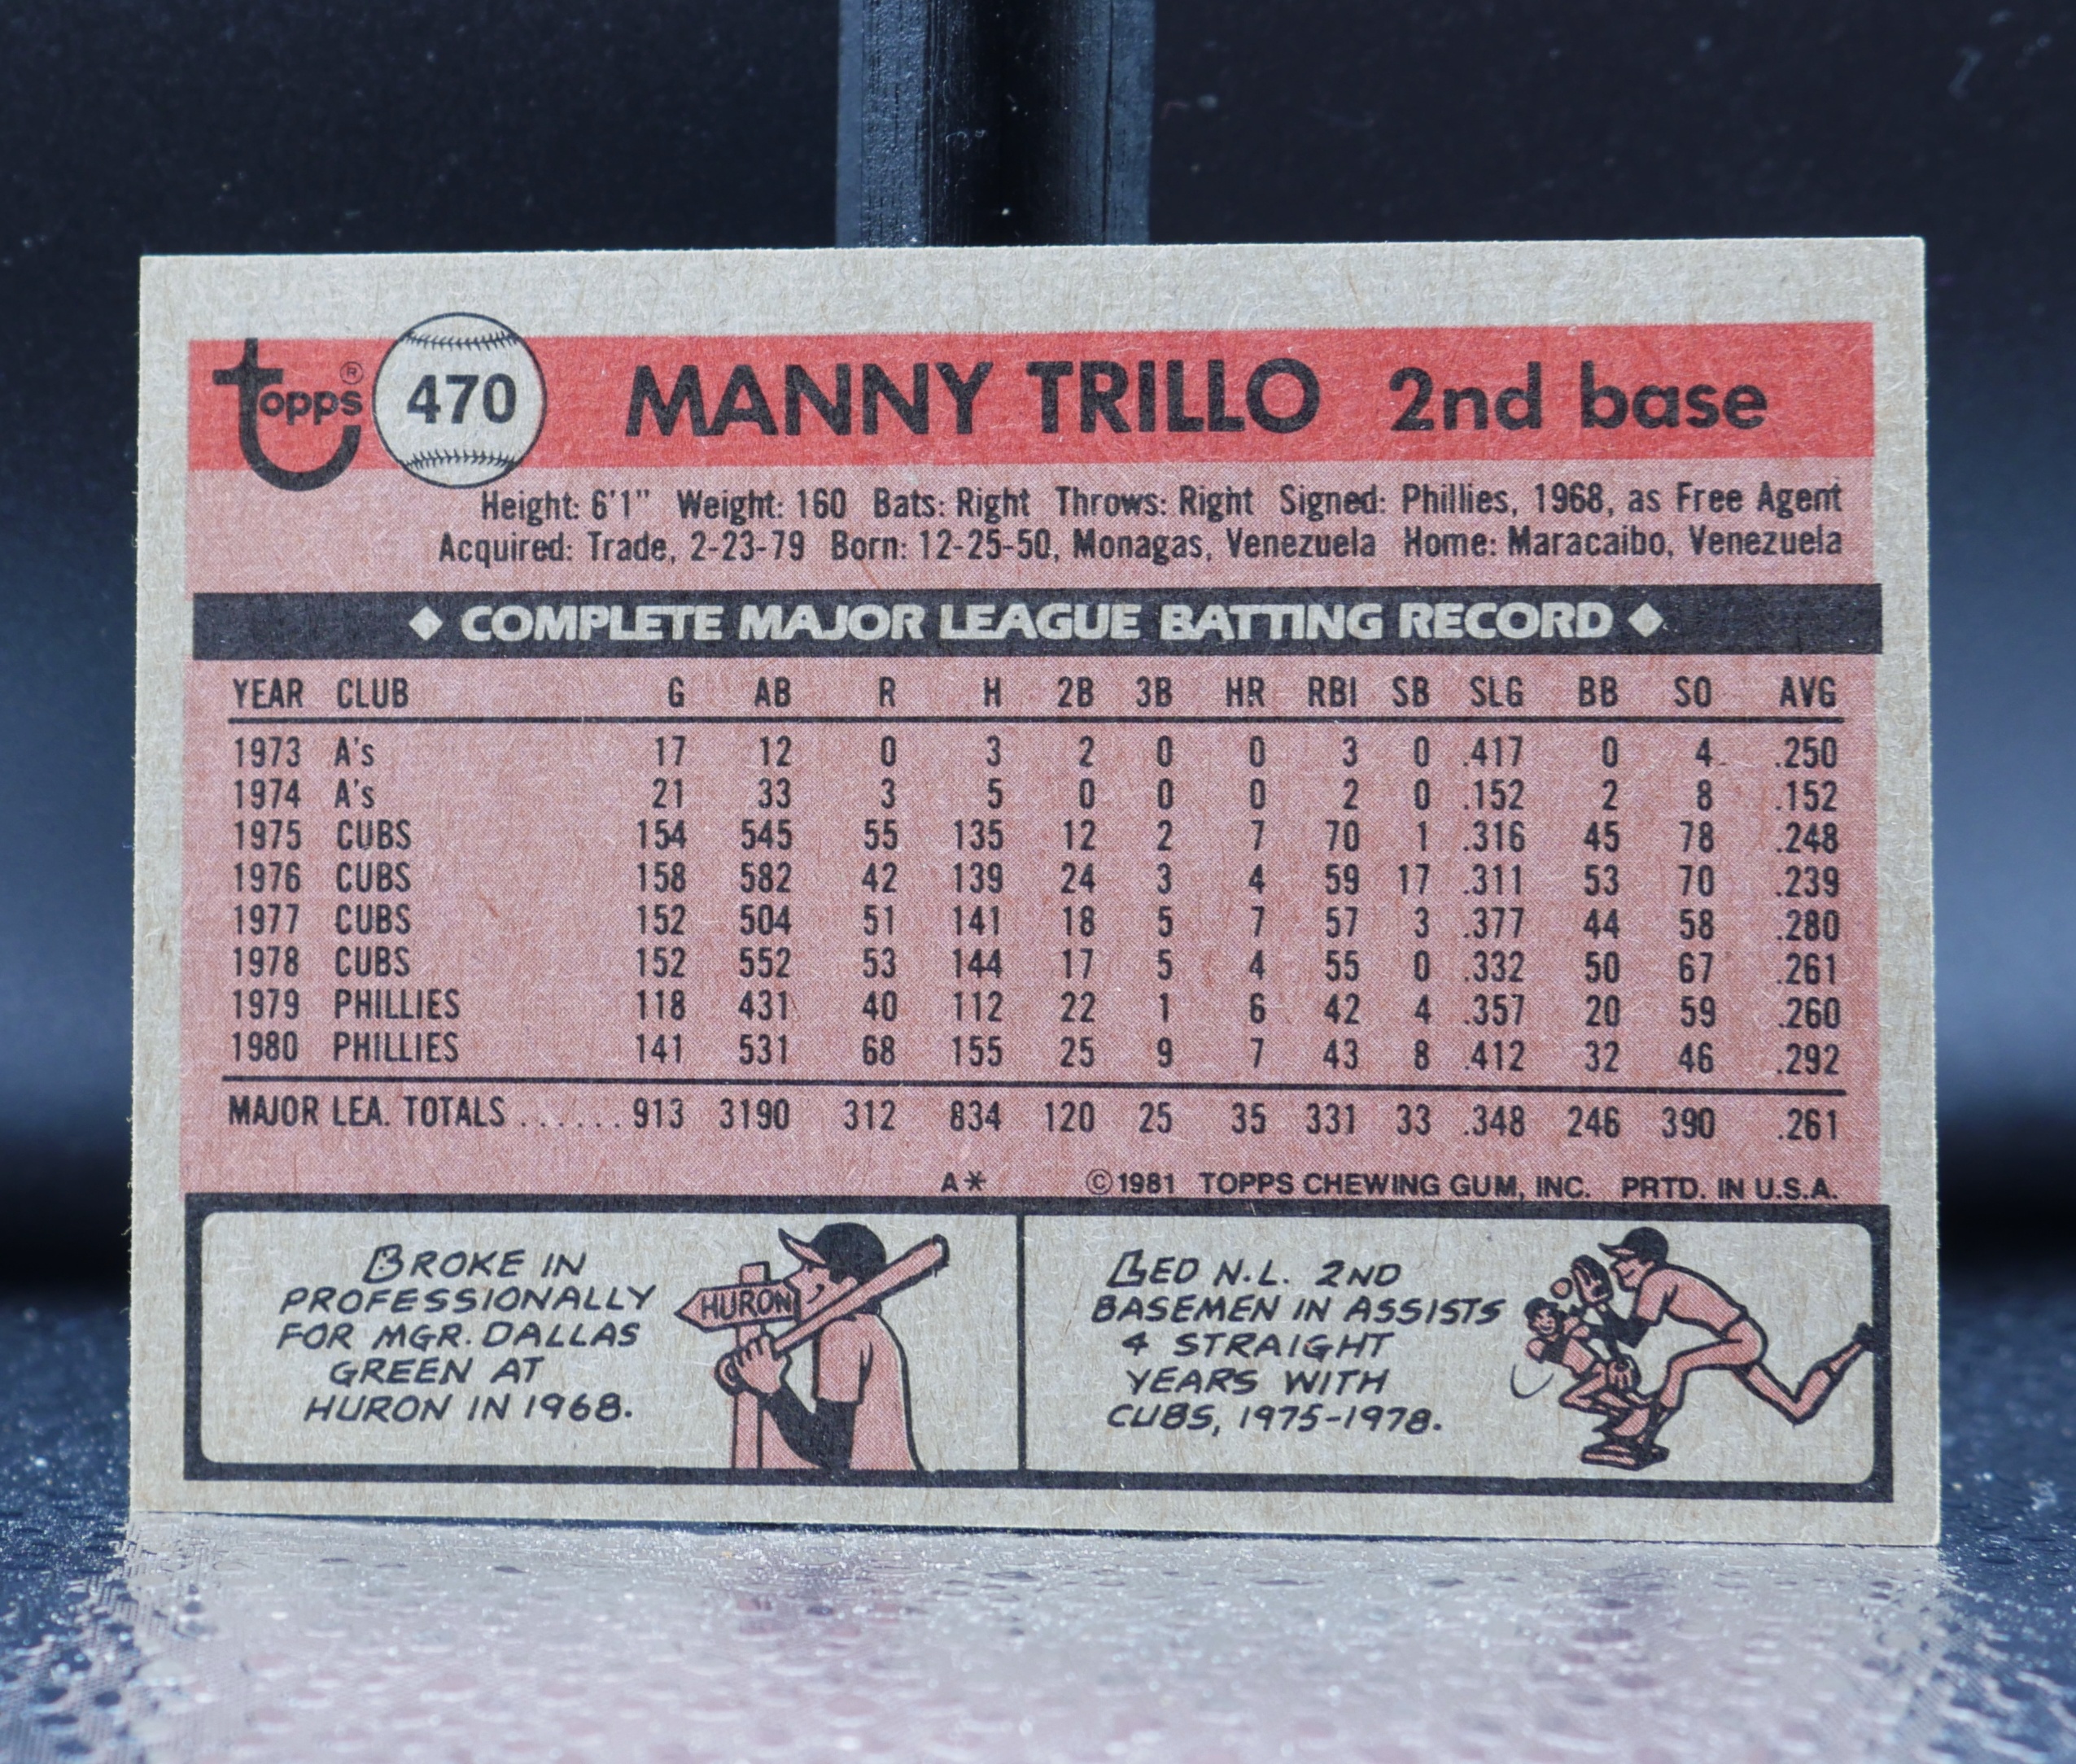 topps® 470 MANNY TRILLO 2nd base
Height: 6'1" Weight: 160 Bats: Right Throws: Right Signed: Phillies, 1968, as Free Agent
Acquired: Trade, 2-23-79 Born: 12-25-50, Monagas, Venezuela Home: Maracaibo, Venezuela
◆ COMPLETE MAJOR LEAGUE BATTING RECORD ◆
YEAR CLUB G AB R H 2B 3B HR RBI SB SLG BB SO AVG
1973 A's 17 12 0 3 2 0 0 3 0 .417 0 4 .250
1974 A's 21 33 3 5 0 0 0 2 0 .152 2 8 .152
1975 CUBS 154 545 55 135 12 2 7 70 1 .316 45 78 .248
1976 CUBS 158 582 42 139 24 3 4 59 17 .311 53 70 .239
1977 CUBS 152 504 51 141 18 5 7 57 3 .377 44 58 .280
1978 CUBS 152 552 53 144 17 5 4 55 0 .332 50 67 .261
1979 PHILLIES 118 431 40 112 22 1 6 42 4 .357 20 59 .260
1980 PHILLIES 141 531 68 155 25 9 7 43 8 .412 32 46 .292
MAJOR LEA. TOTALS ...... 913 3190 312 834 120 25 35 331 33 .348 246 390 .261
A* ©1981 TOPPS CHEWING GUM, INC. PRTD. IN U.S.A.
BROKE IN
PROFESSIONALLY
FOR MGR. DALLAS
GREEN AT
HURON IN 1968.
HURON
LED N.L. 2ND
BASEMEN IN ASSISTS
4 STRAIGHT
YEARS WITH
CUBS, 1975-1978.